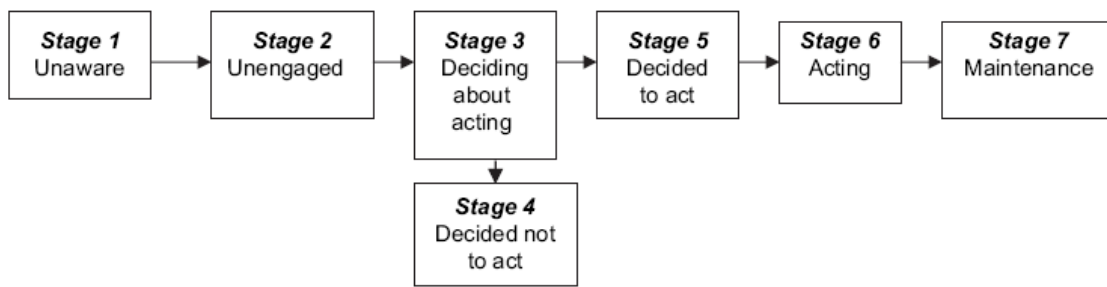 Stage 1
Unaware
Stage 2
Unengaged
Stage 3
Deciding
about
acting
Stage 4
Decided not
to act
Stage 5
Decided
to act
Stage 6
Acting
Stage 7
Maintenance